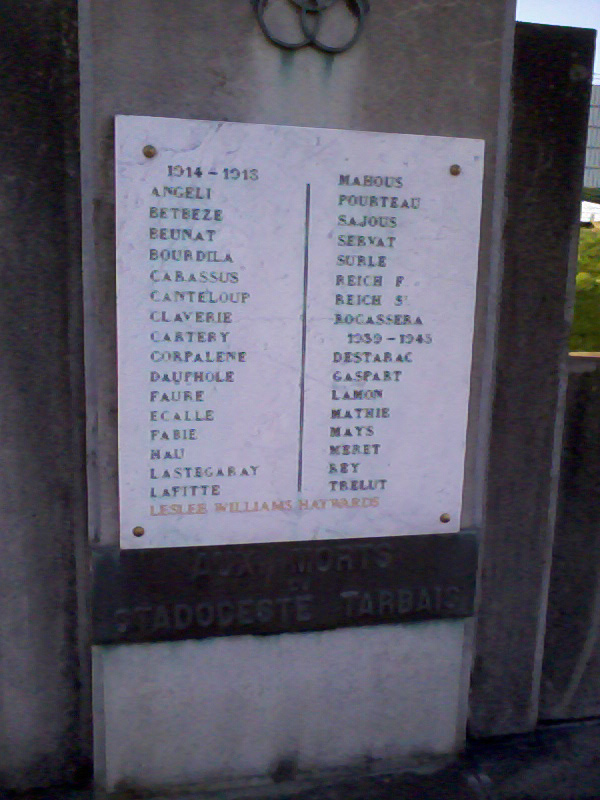 1914 - 1918
ANGELI
BETBEZE
BEUNAT
BOURDILA
CABASSUS
CANTELOUP
CLAVERIE
CARTERY
CORPALENE
DAUPHOLE
FAURE
ECALLE
FABIE
HAU
LASTEGARAY
LAFITTE
MAHOUS
POURTEAU
SAJOUS
SERVAT
SURLE
REICH F.
REICH S.
ROCASSERA
1939 - 1945
DESTARAC
GASPART
LAMON
MATHIE
MAYS
MERET
REY
TRELUT
LESLEE WILLIAMS HAYWARDS
AUX MORTS
DU
STADOCESTE TARBAIS